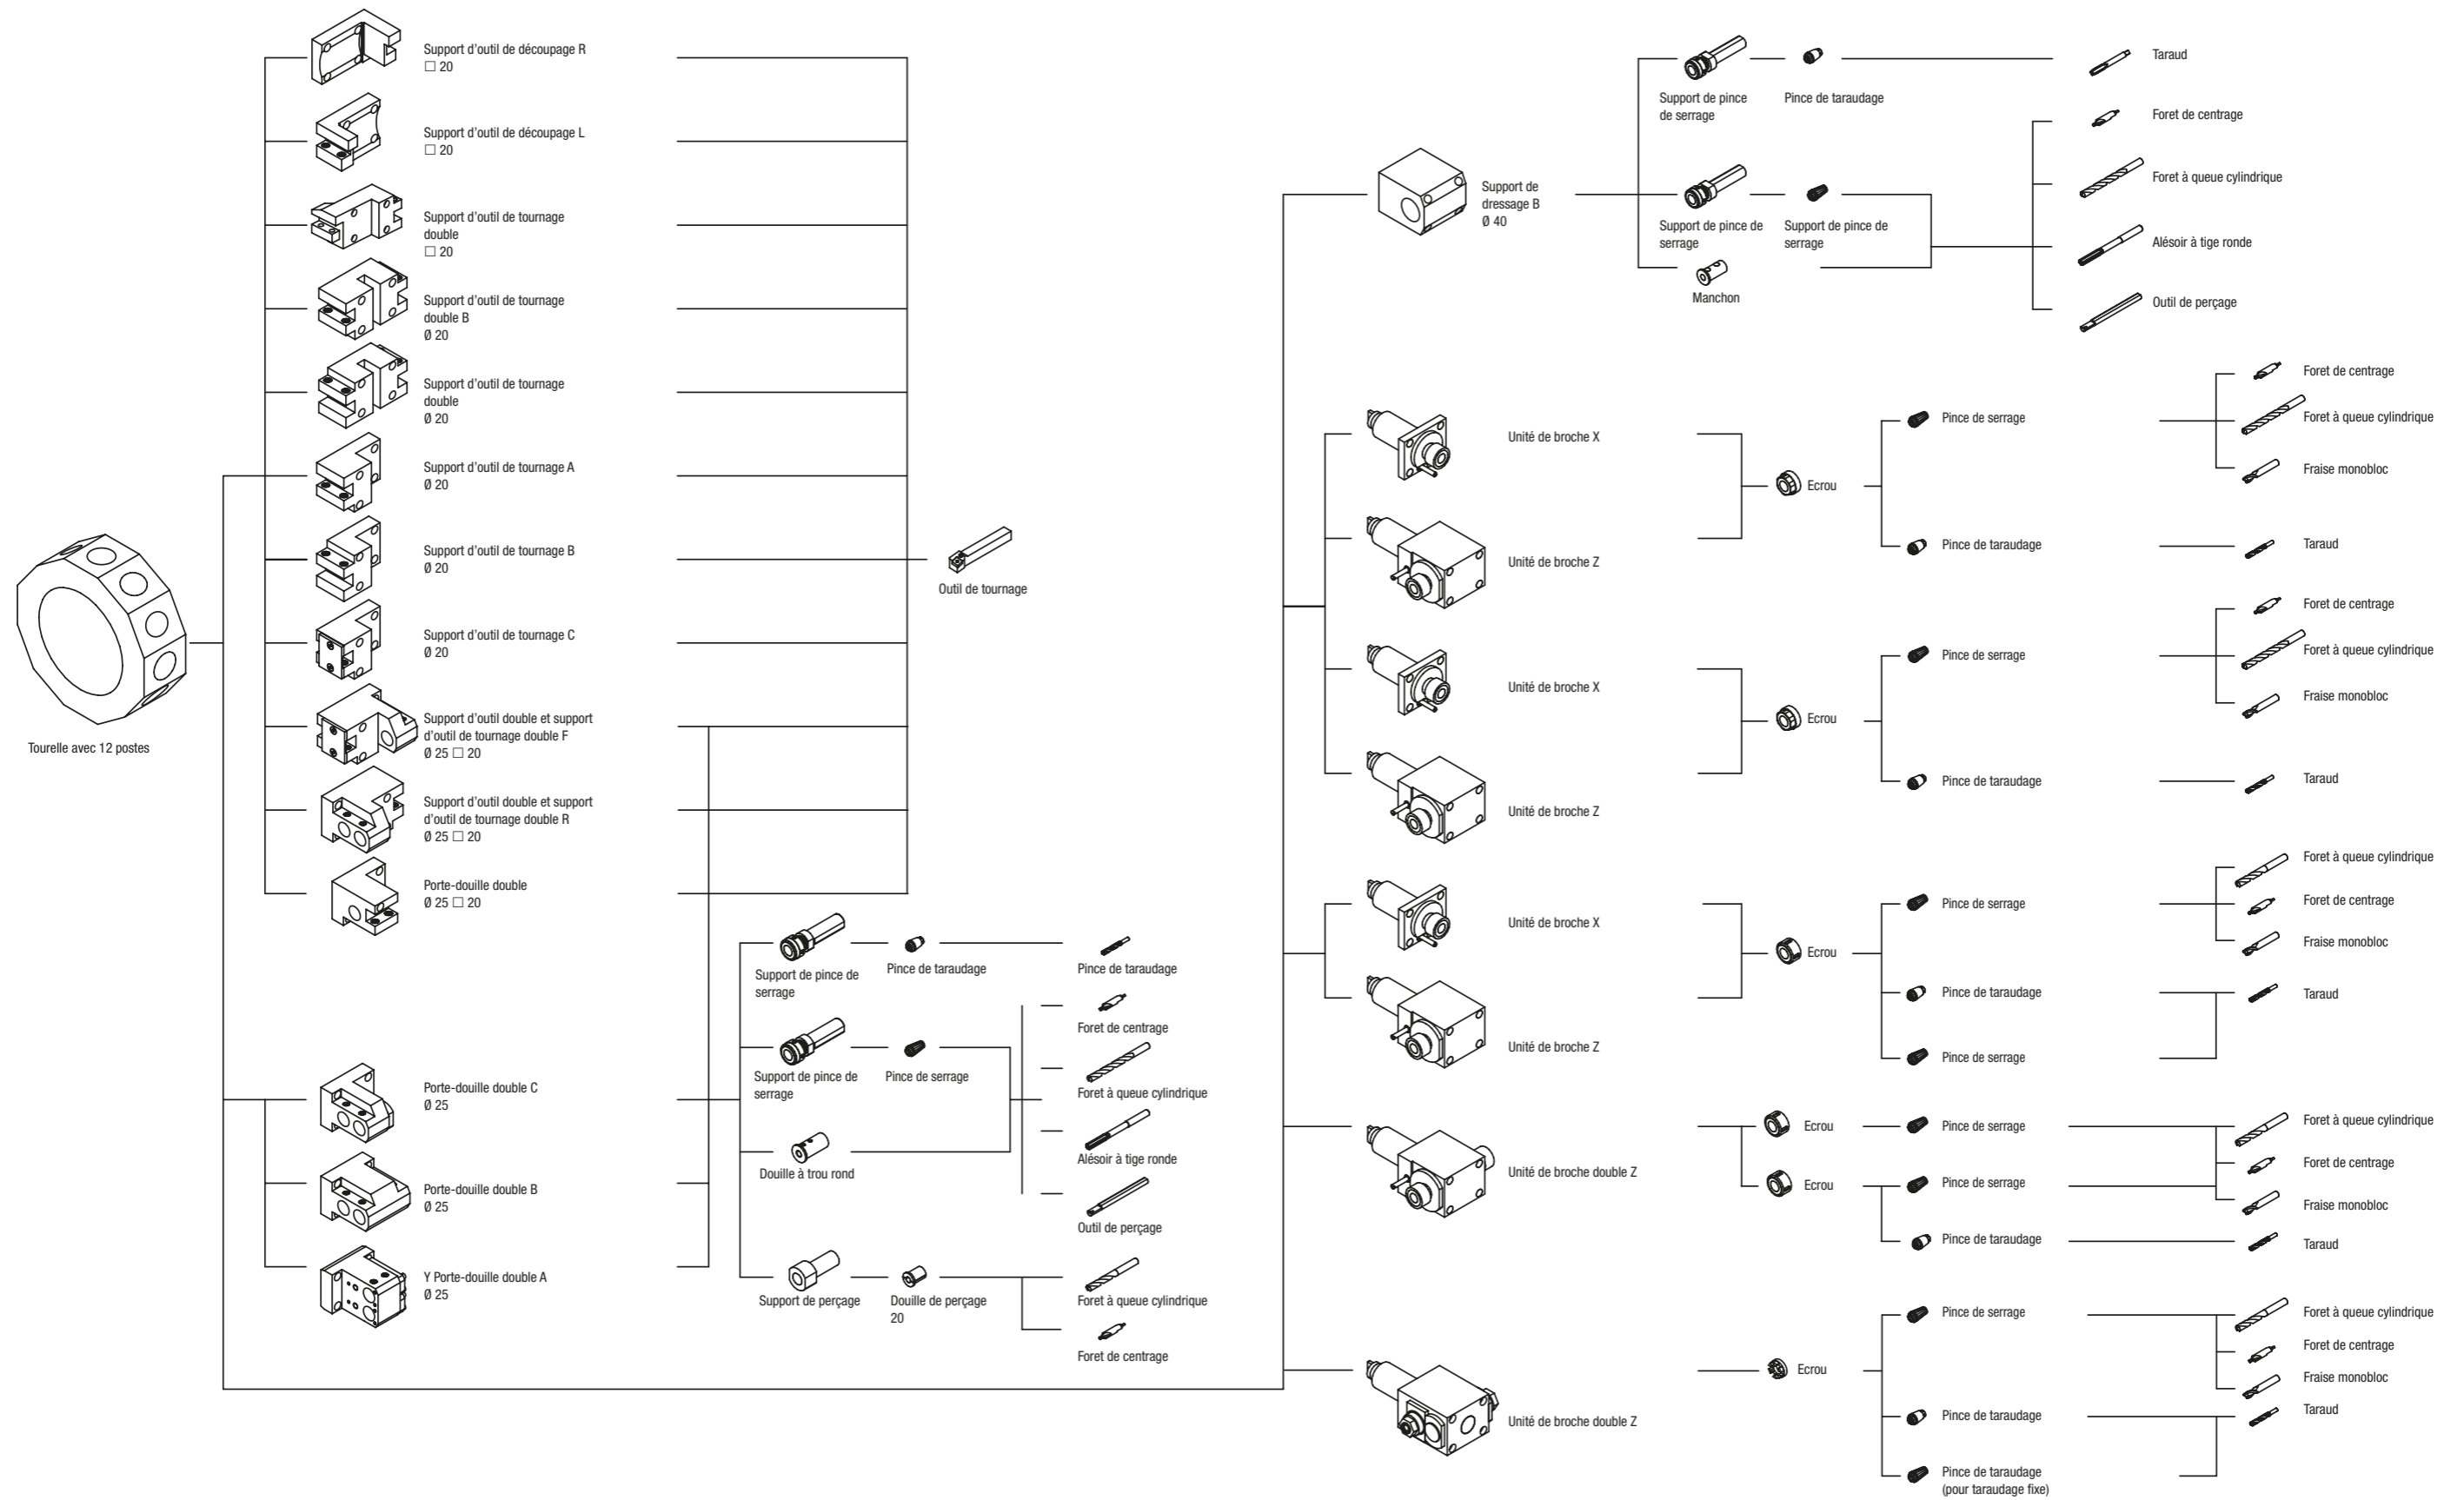 Tourelle avec 12 postes
Support d'outil de découpage R
□ 20
Support d'outil de découpage L
□ 20
Support d'outil de tournage
double
□ 20
Support d'outil de tournage
double B
Ø 20
Support d'outil de tournage
double
Ø 20
Support d'outil de tournage A
Ø 20
Support d'outil de tournage B
Ø 20
Support d'outil de tournage C
Ø 20
Support d'outil double et support
d'outil de tournage double F
Ø 25 □ 20
Support d'outil double et support
d'outil de tournage double R
Ø 25 □ 20
Porte-douille double
Ø 25 □ 20
Porte-douille double C
Ø 25
Porte-douille double B
Ø 25
Y Porte-douille double A
Ø 25
Outil de tournage
Support de pince de
serrage
Pince de taraudage
Pince de taraudage
Support de pince de
serrage
Pince de serrage
Foret de centrage
Foret à queue cylindrique
Alésoir à tige ronde
Outil de perçage
Douille à trou rond
Support de perçage
Douille de perçage
20
Foret à queue cylindrique
Foret de centrage
Support de
dressage B
Ø 40
Support de pince
de serrage
Pince de taraudage
Taraud
Support de pince de
serrage
Support de pince de
serrage
Manchon
Foret de centrage
Foret à queue cylindrique
Alésoir à tige ronde
Outil de perçage
Unité de broche X
Unité de broche Z
Ecrou
Pince de serrage
Foret de centrage
Foret à queue cylindrique
Fraise monobloc
Pince de taraudage
Taraud
Unité de broche X
Unité de broche Z
Ecrou
Pince de serrage
Foret de centrage
Foret à queue cylindrique
Fraise monobloc
Pince de taraudage
Taraud
Unité de broche X
Unité de broche Z
Ecrou
Pince de serrage
Foret à queue cylindrique
Foret de centrage
Fraise monobloc
Pince de taraudage
Taraud
Pince de serrage
Unité de broche double Z
Ecrou
Pince de serrage
Ecrou
Pince de serrage
Pince de taraudage
Foret à queue cylindrique
Foret de centrage
Fraise monobloc
Taraud
Unité de broche double Z
Ecrou
Pince de serrage
Foret à queue cylindrique
Foret de centrage
Fraise monobloc
Pince de taraudage
Taraud
Pince de taraudage
(pour taraudage fixe)